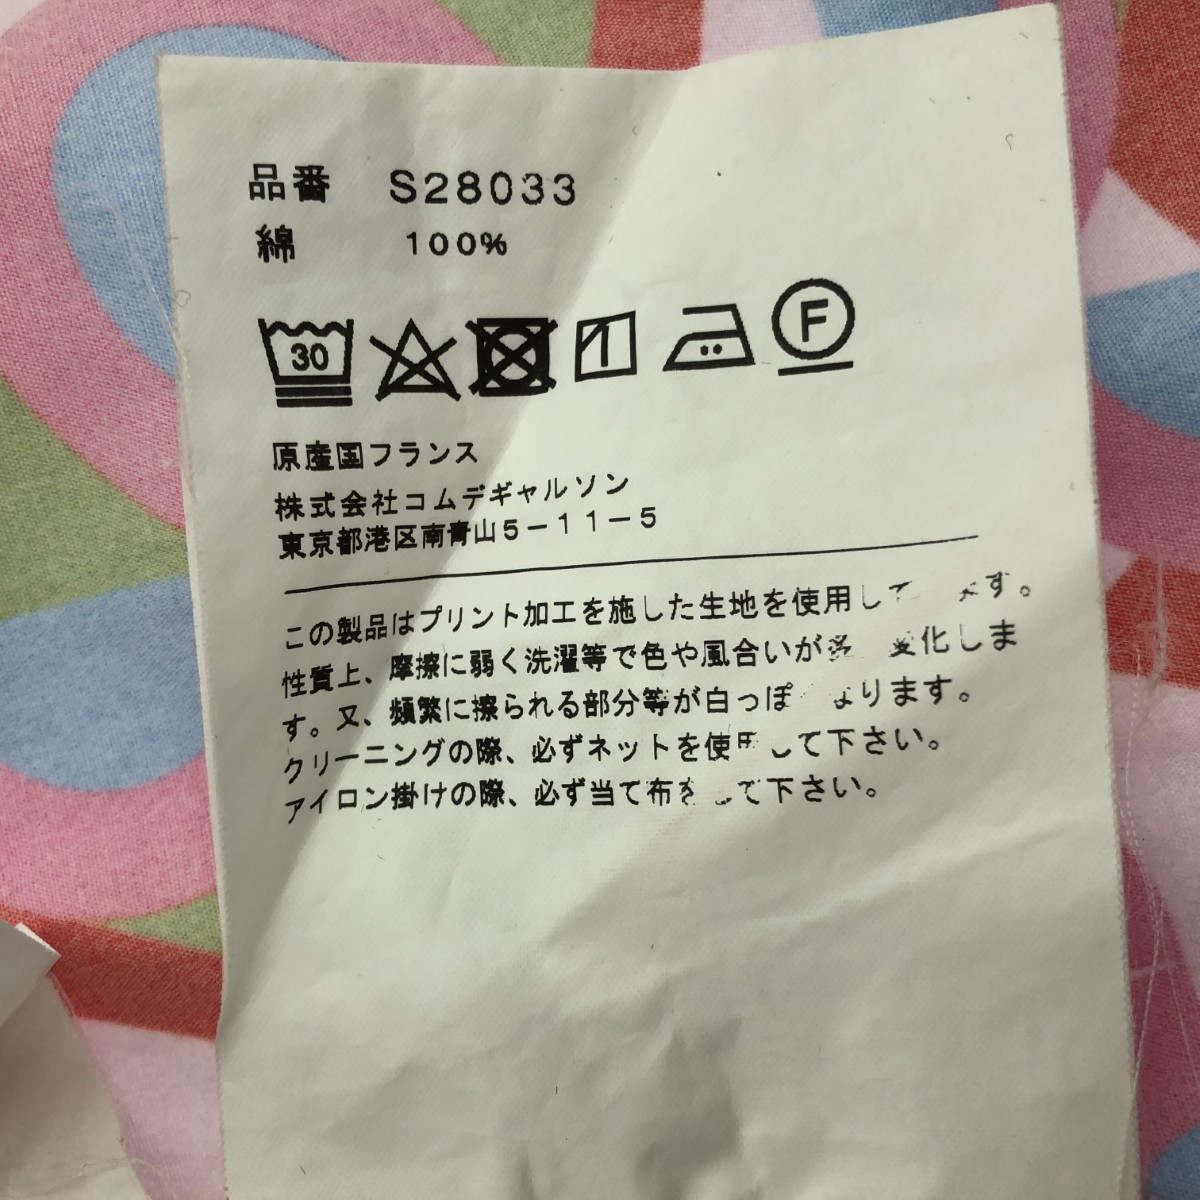 品番 S28033
綿 100%
30 F
原産国フランス
株式会社コムデギャルソン
東京都港区南青山5-11-5
この製品はプリント加工を施した生地を使用して ます。
性質上、摩擦に弱く洗濯等で色や風合いが多 変化しま
す。又、頻繁に擦られる部分等が白っぽ なります。
クリーニングの際、必ずネットを使用して下さい。
アイロン掛けの際、必ず当て布を して下さい。